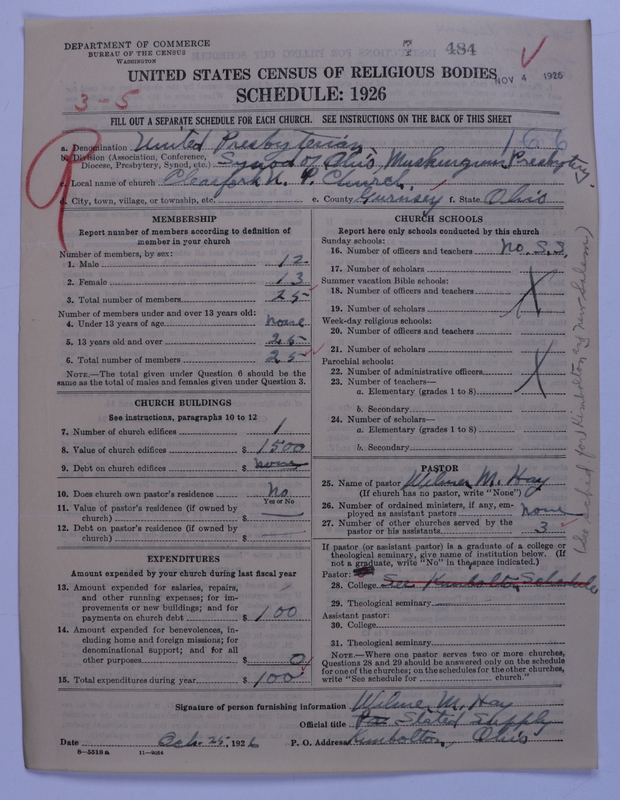 DEPARTMENT OF COMMERCE
BUREAU OF THE CENSUS
WASHINGTON
? 484
NOV 4 1926
UNITED STATES CENSUS OF RELIGIOUS BODIES
SCHEDULE: 1926
3-5
FILL OUT A SEPARATE SCHEDULE FOR EACH CHURCH. SEE INSTRUCTIONS ON THE BACK OF THIS SHEET
R
166
a. Denomination United Presbyterian
b. Division (Association, Conference, Diocese, Presbytery, Synod, etc.) Synod of Ohio, Muskingum Presbytery.
c. Local name of church Clearfork U. P. Church.
d. City, town, village, or township, etc.
e. County Gurnsey f. State Ohio
MEMBERSHIP
Report number of members according to definition of
member in your church
Number of members, by sex:
1. Male 12
2. Female 13
3. Total number of members 25
Number of members under and over 13 years old:
4. Under 13 years of age none
5. 13 years old and over 25
6. Total number of members 25
NOTE.—The total given under Question 6 should be
same as the total of males and females given under Question 3.
CHURCH BUILDINGS
See instructions, paragraphs 10 to 12
7. Number of church edifices 1
8. Value of church edifices $ 1500
9. Debt on church edifices $ none
10. Does church own pastor's residence No
Yes or No
11. Value of pastor's residence (if owned by
church) $
12. Debt on pastor's residence (if owned by
church) $
EXPENDITURES
Amount expended by your church during last fiscal year
13. Amount expended for salaries, repairs,
and other running expenses; for im-
provements or new buildings; and for
payments on church debt $ 100
14. Amount expended for benevolences, in-
cluding home and foreign missions; for
denominational support; and for all
other purposes $ 0
15. Total expenditures during year $ 100
CHURCH SCHOOLS
Report here only schools conducted by this church
Sunday schools:
16. Number of officers and teachers No. S.S.
17. Number of scholars
Summer vacation Bible schools:
18. Number of officers and teachers
19. Number of scholars
Week-day religious schools:
20. Number of officers and teachers
21. Number of scholars
Parochial schools:
22. Number of administrative officers
23. Number of teachers—
a. Elementary (grades 1 to 8)
b. Secondary
24. Number of scholars—
a. Elementary (grades 1 to 8)
b. Secondary
PASTOR
25. Name of pastor Wilmer M. Hay
(If church has no pastor, write "None")
26. Number of ordained ministers, if any, em-
ployed as assistant pastors none
27. Number of other churches served by the
pastor or his assistants 3
If pastor (or assistant pastor) is a graduate of a college or
theological seminary, give name of institution below. (If
not a graduate, write "No" in the space indicated.)
Pastor:
28. College See Kimbolton Schedule
29. Theological seminary
Assistant pastor:
30. College
31. Theological seminary
NOTE.—Where one pastor serves two or more churches,
Questions 28 and 29 should be answered only on the schedule
for one of the churches; on the schedules for the other churches,
write "See schedule for church."
Signature of person furnishing information Wilmer M. Hay
Official title Stated supply
Date Oct. 25, 1926 P. O. Address Kimbolton, Ohio
8—5518 a 11—9064